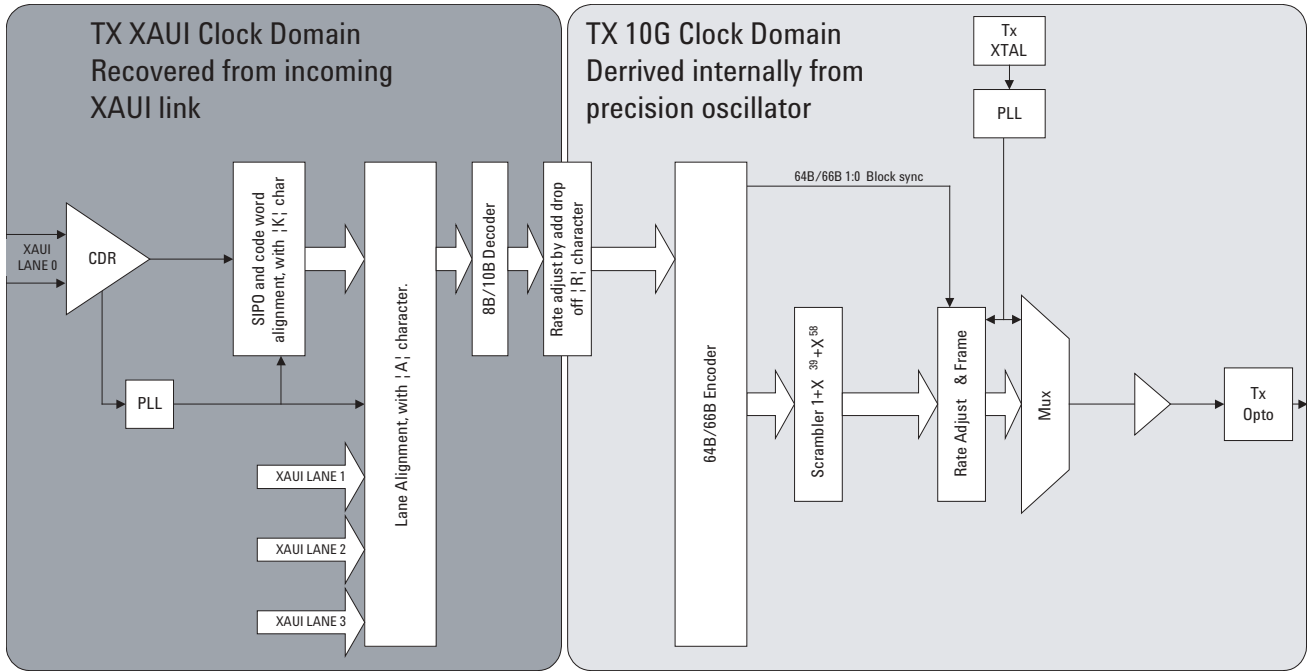 TX XAUI Clock Domain
Recovered from incoming
XAUI link
TX 10G Clock Domain
Derrived internally from
precision oscillator
Tx
XTAL
PLL
XAUI
LANE 0
CDR
SIPO and code word
alignment, with ¦K¦ char
PLL
Lane Alignment, with ¦A¦ character.
XAUI LANE 1
XAUI LANE 2
XAUI LANE 3
8B/10B Decoder
Rate adjust by add drop
off ¦R¦ character
64B/66B Encoder
64B/66B 1:0 Block sync
Scrambler 1+X 39+X58
Rate Adjust & Frame
Mux
Tx
Opto